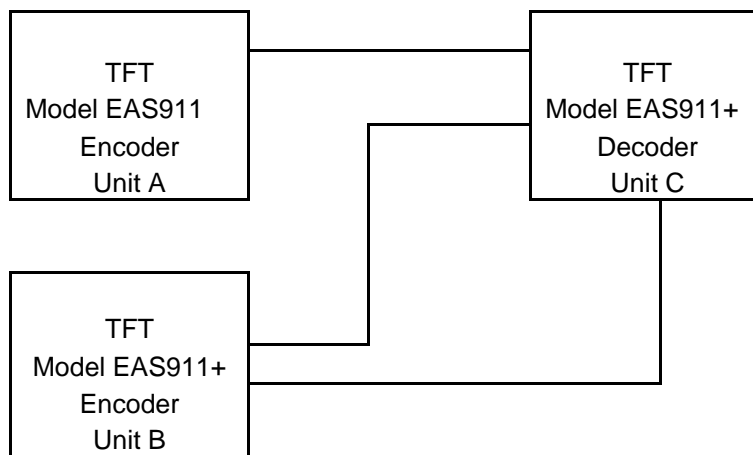 TFT
Model EAS911
Encoder
Unit A
TFT
Model EAS911+
Decoder
Unit C
TFT
Model EAS911+
Encoder
Unit B